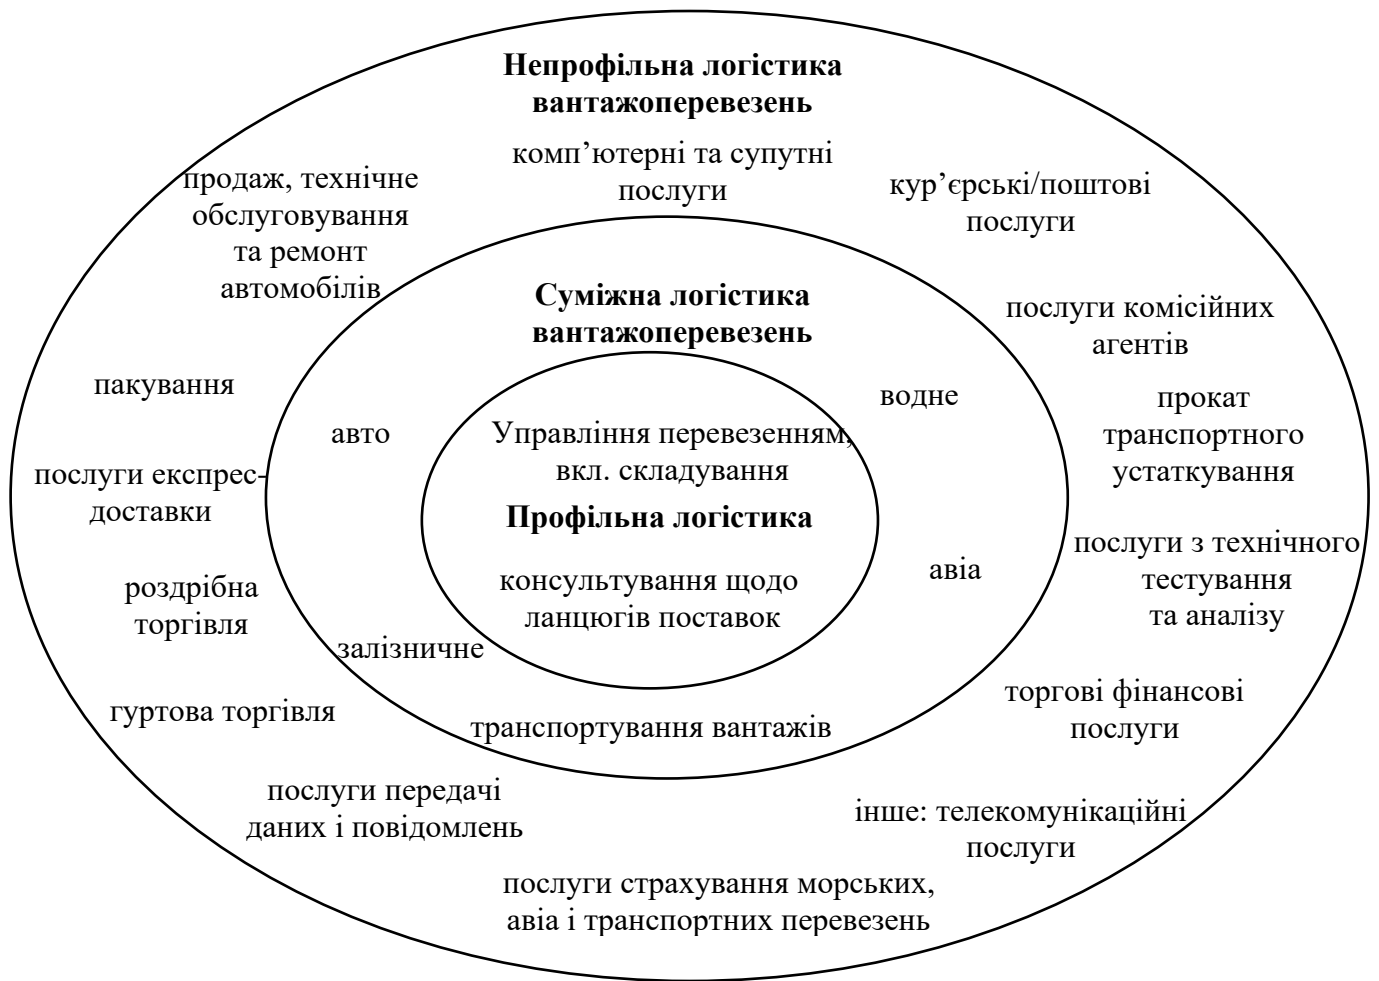 Непрофільна логістика
вантажоперевезень
комп’ютерні та супутні
послуги
продаж, технічне
обслуговування
та ремонт
автомобілів
кур’єрські/поштові
послуги
Суміжна логістика
вантажоперевезень
послуги комісійних
агентів
пакування
авто
водне
прокат
транспортного
устаткування
Управління перевезенням,
вкл. складування
Профільна логістика
консультування щодо
ланцюгів поставок
послуги експрес-
доставки
авіа
послуги з технічного
тестування
та аналізу
роздрібна
торгівля
залізничне
гуртова торгівля
транспортування вантажів
торгові фінансові
послуги
послуги передачі
даних і повідомлень
інше: телекомунікаційні
послуги
послуги страхування морських,
авіа і транспортних перевезень